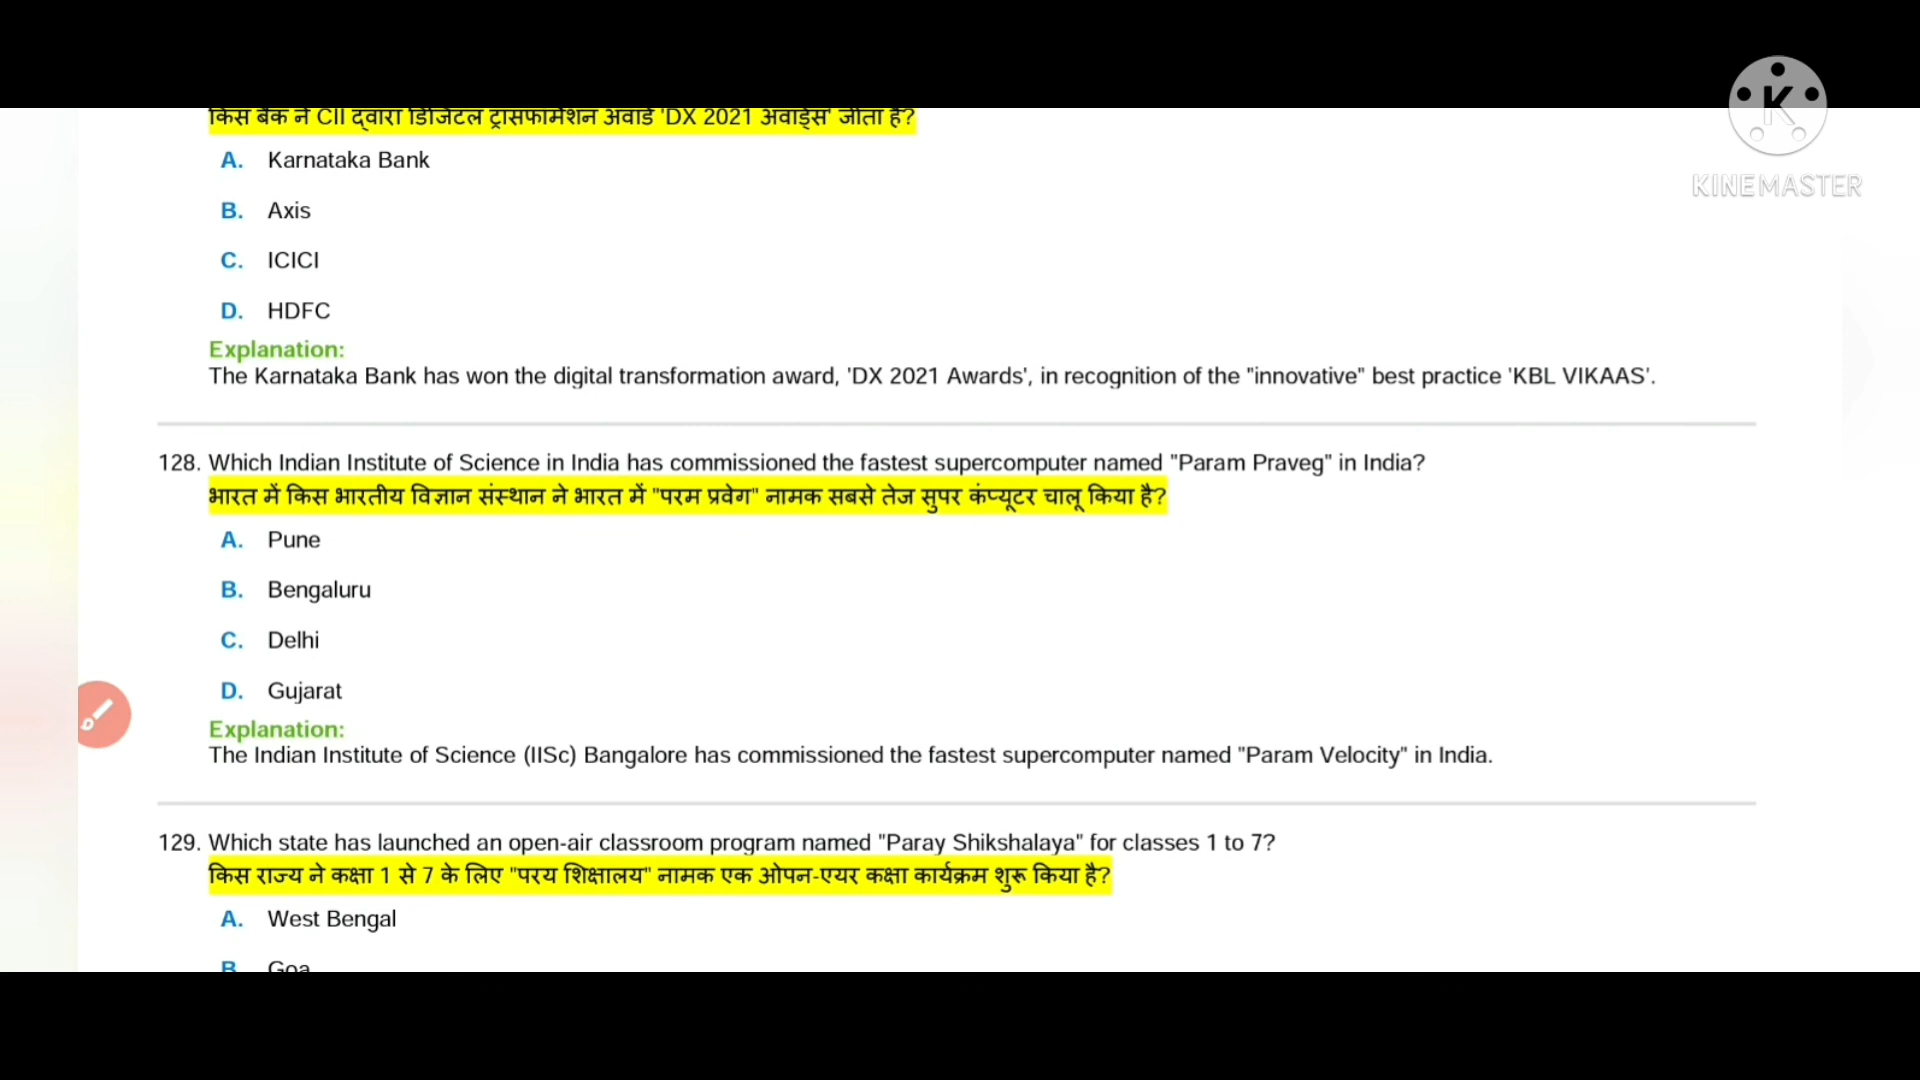 किस बैंक ने CII द्वारा डिजिटल ट्रांसफॉर्मेशन अवार्ड 'DX 2021 अवार्ड्स' जीता है?
K
KINEMASTER
A. Karnataka Bank
B. Axis
C. ICICI
D. HDFC
Explanation:
The Karnataka Bank has won the digital transformation award, 'DX 2021 Awards', in recognition of the "innovative" best practice 'KBL VIKAAS'.
128. Which Indian Institute of Science in India has commissioned the fastest supercomputer named "Param Praveg" in India?
भारत में किस भारतीय विज्ञान संस्थान ने भारत में "परम प्रवेग" नामक सबसे तेज सुपर कंप्यूटर चालू किया है?
A. Pune
B. Bengaluru
C. Delhi
D. Gujarat
Explanation:
The Indian Institute of Science (IISc) Bangalore has commissioned the fastest supercomputer named "Param Velocity" in India.
129. Which state has launched an open-air classroom program named "Paray Shikshalaya" for classes 1 to 7?
किस राज्य ने कक्षा 1 से 7 के लिए "परय शिक्षालय" नामक एक ओपन-एयर कक्षा कार्यक्रम शुरू किया है?
A. West Bengal
B. Goa